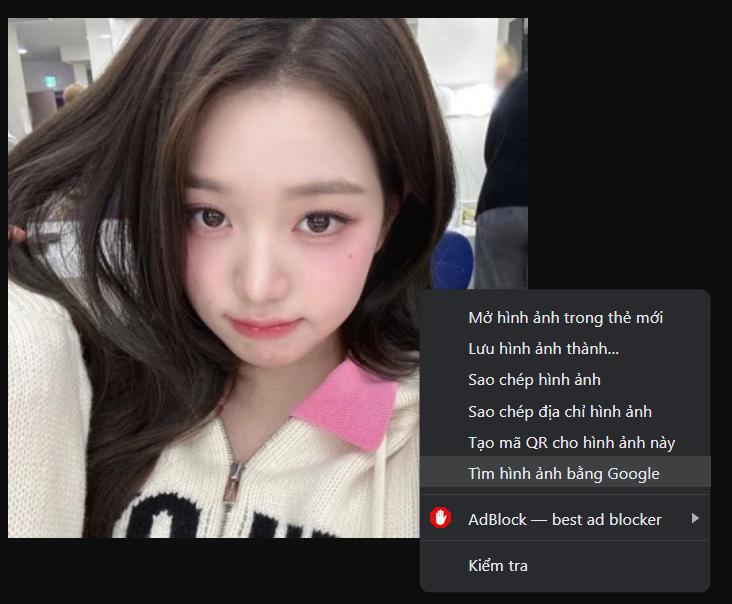 Mở hình ảnh trong thẻ mới
Lưu hình ảnh thành...
Sao chép hình ảnh
Sao chép địa chỉ hình ảnh
Tạo mã QR cho hình ảnh này
Tìm hình ảnh bằng Google
AdBlock — best ad blocker
Kiểm tra